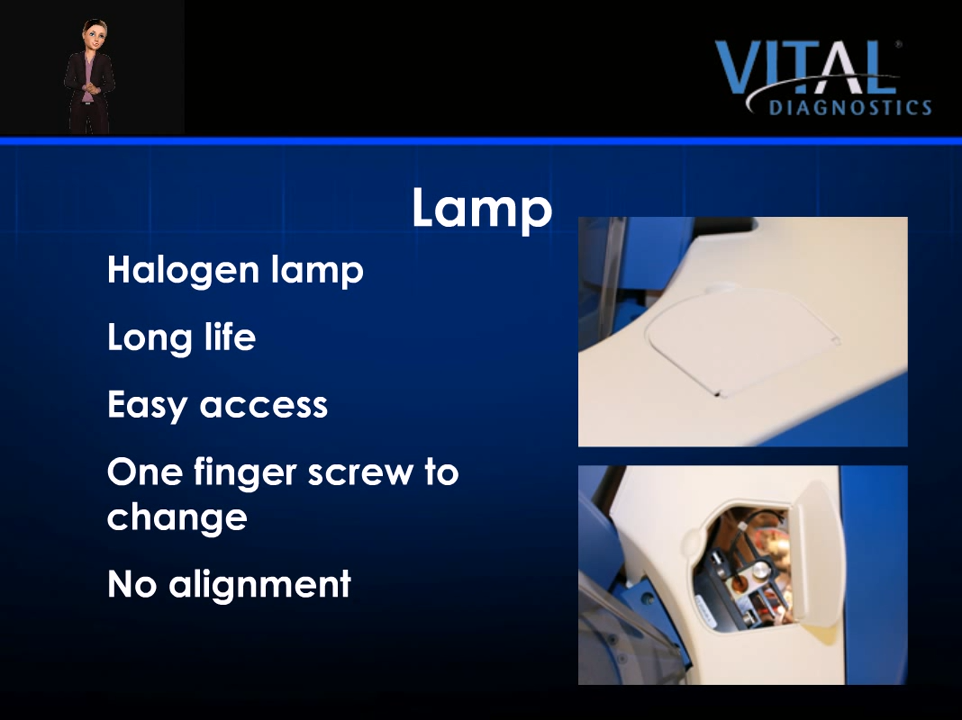 VITAL®
DIAGNOSTICS
Lamp
Halogen lamp
Long life
Easy access
One finger screw to
change
No alignment